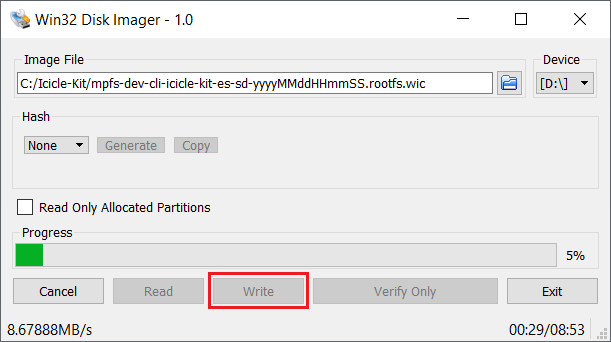 Win32 Disk Imager - 1.0
Image File
Device
C:/Icicle-Kit/mpfs-dev-cli-icicle-kit-es-sd-yyyyMMddHHmmSS.rootfs.wic
[D:\]
Hash
None
Generate
Copy
Read Only Allocated Partitions
Progress
5%
Cancel
Read
Write
Verify Only
Exit
8.67888MB/s
00:29/08:53